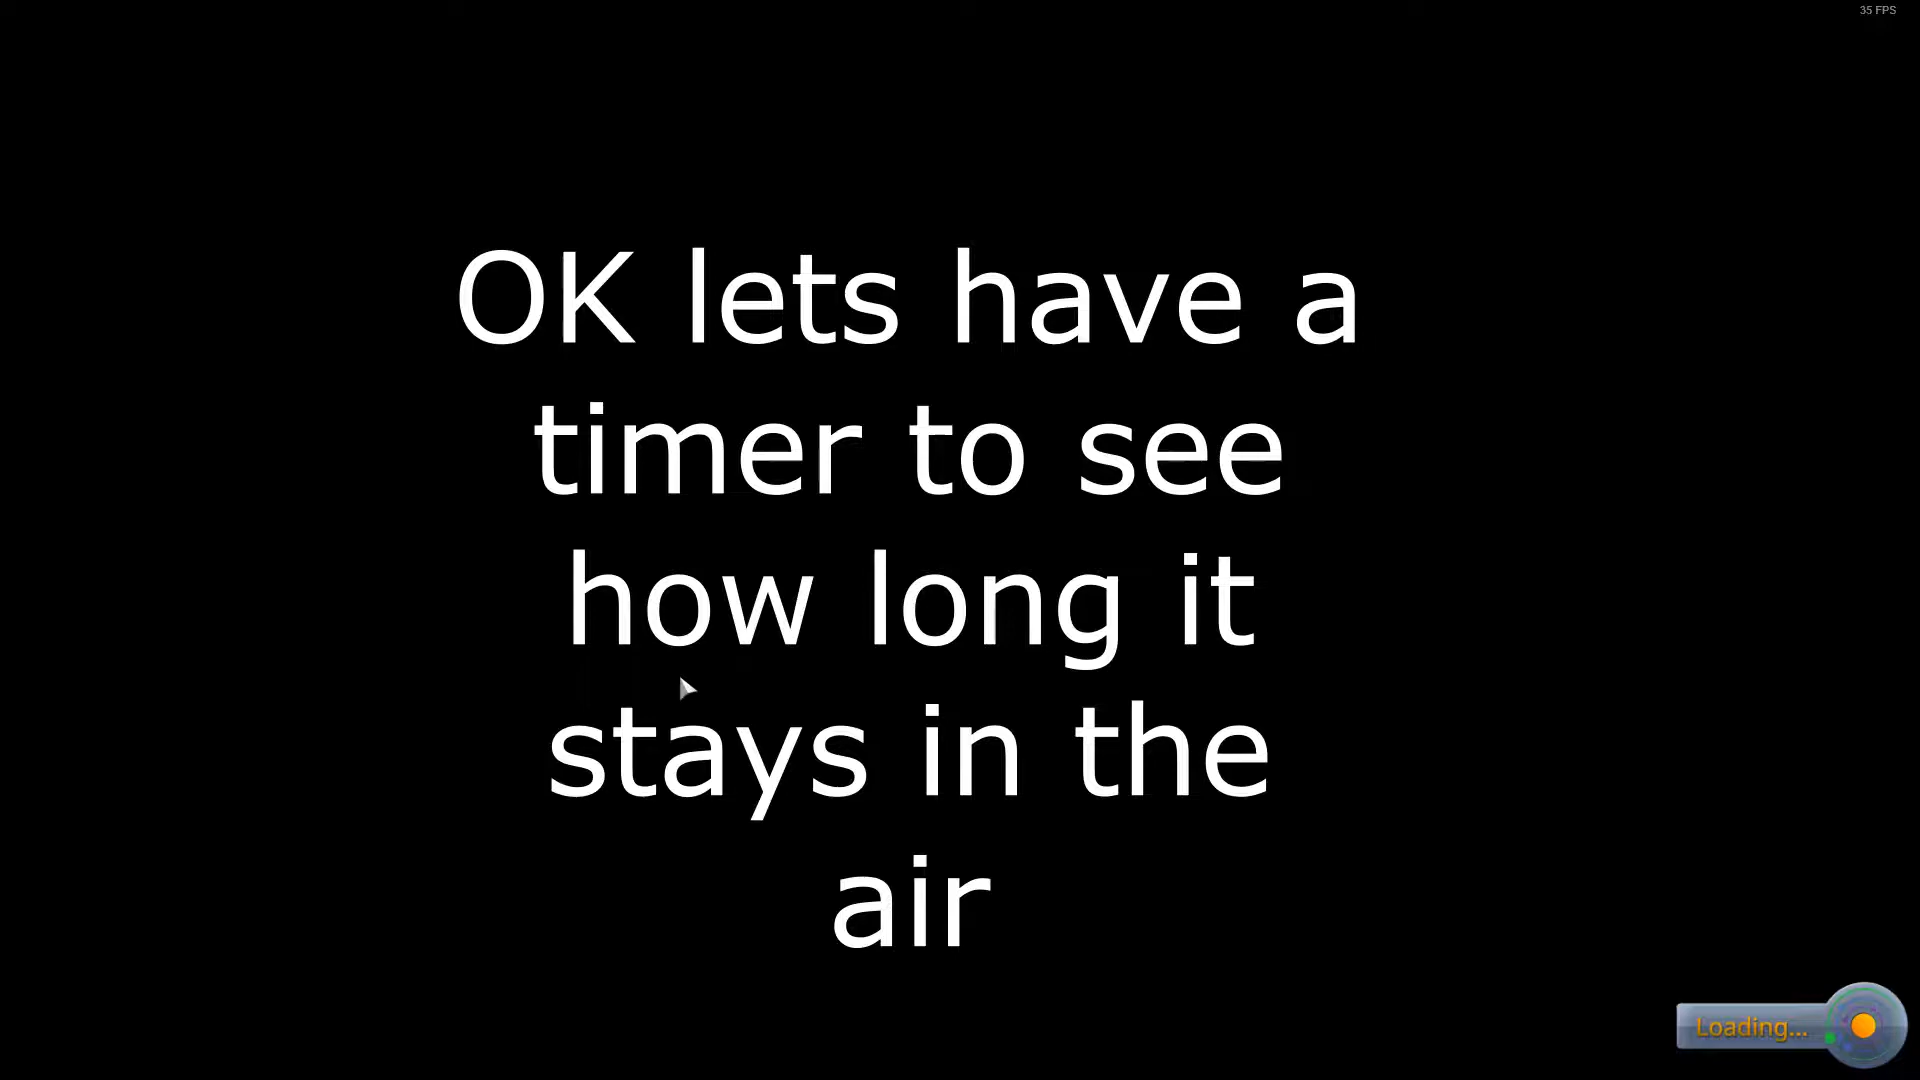 35 FPS
OK lets have a
timer to see
how long it
stays in the
air
Loading...